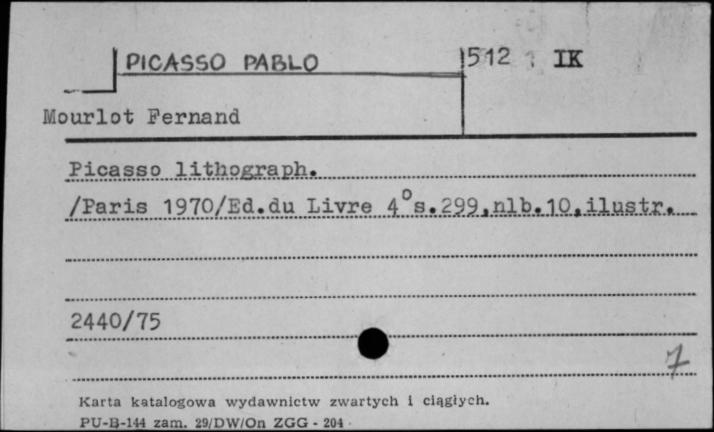 PICASSO PABLO 512 IK
Mourlot Fernand
Picasso lithograph.
/Paris 1970/Ed.du Livre 4°s.299,nlb.10,ilustr.
2440/75
7
Karta katalogowa wydawnictw zwartych i ciągłych.
PU-B-144 zam. 29/DW/On ZGG - 204